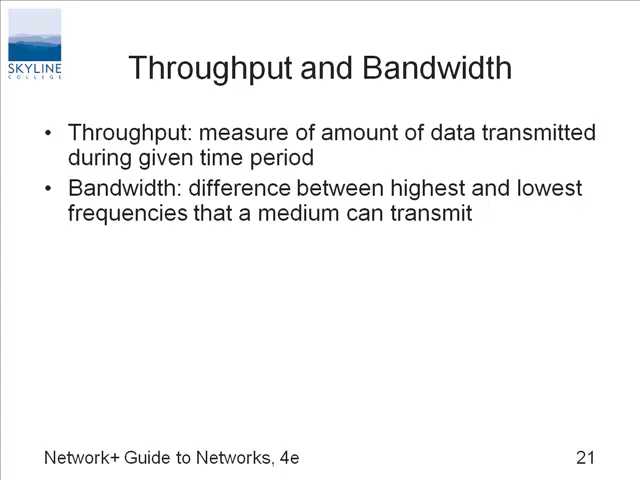 SKYLINE
COLLEGE
Throughput and Bandwidth
• Throughput: measure of amount of data transmitted
during given time period
• Bandwidth: difference between highest and lowest
frequencies that a medium can transmit
Network+ Guide to Networks, 4e
21